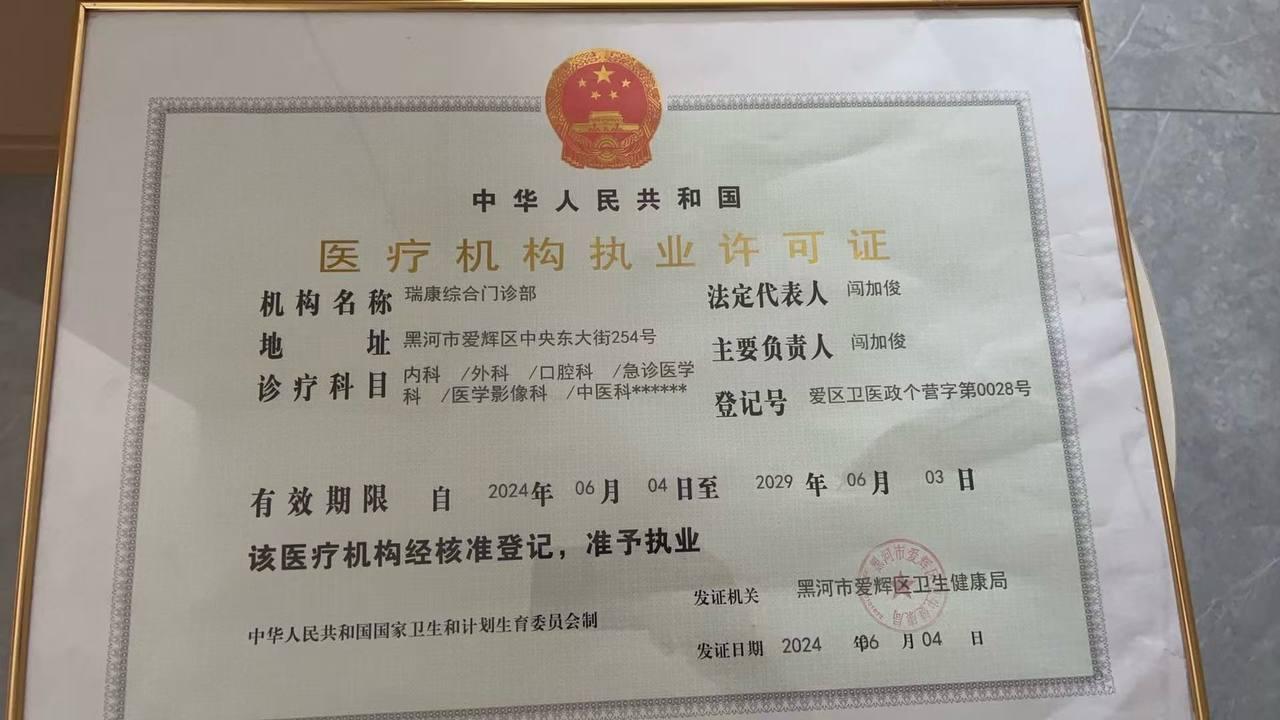 中华人民共和国
医疗机构执业许可证
机构名称 瑞康综合门诊部
法定代表人 闫加俊
地 址 黑河市爱辉区中央东大街254号
主要负责人 闫加俊
诊疗科目 内科 /外科 /口腔科 /急诊医学
科 /医学影像科 /中医科******
登记号 爱区卫医政个营字第0028号
有效期限 自 2024年 06月 04日至 2029年 06月 03日
该医疗机构经核准登记，准予执业
发证机关 黑河市爱辉区卫生健康局
中华人民共和国国家卫生和计划生育委员会制
发证日期 2024 年06 月04 日